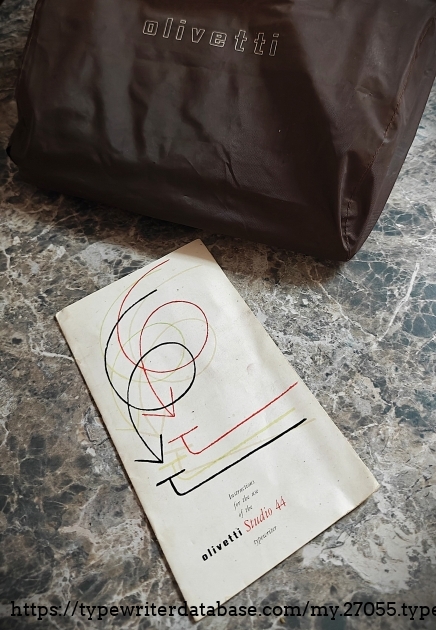 olivetti
Instructions
for the use
of the
olivetti Studio 44
typewriter
https://typewriterdatabase.com/my.27055.type